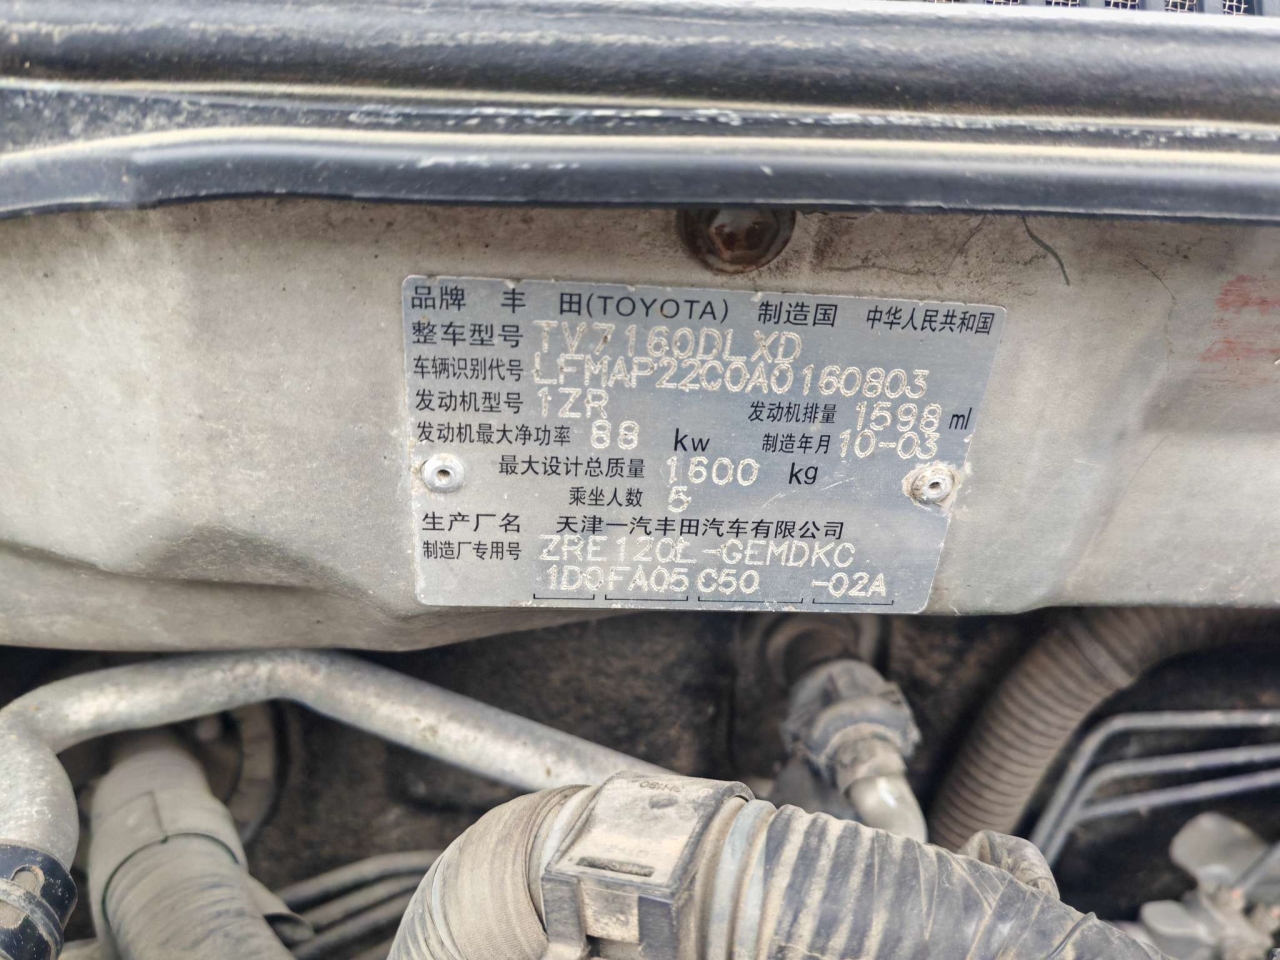 品牌 丰 田(TOYOTA) 制造国 中华人民共和国
整车型号 TV7160DLXD
车辆识别代号 LFMAP22C0A0160803
发动机型号 1ZR 发动机排量 1598 ml
发动机最大净功率 88 kw 制造年月 10-03
最大设计总质量 1600 kg
乘坐人数 5
生产厂名 天津一汽丰田汽车有限公司
制造厂专用号 ZRE120L-GEMDKC
1D0 FA05 C50 -02A